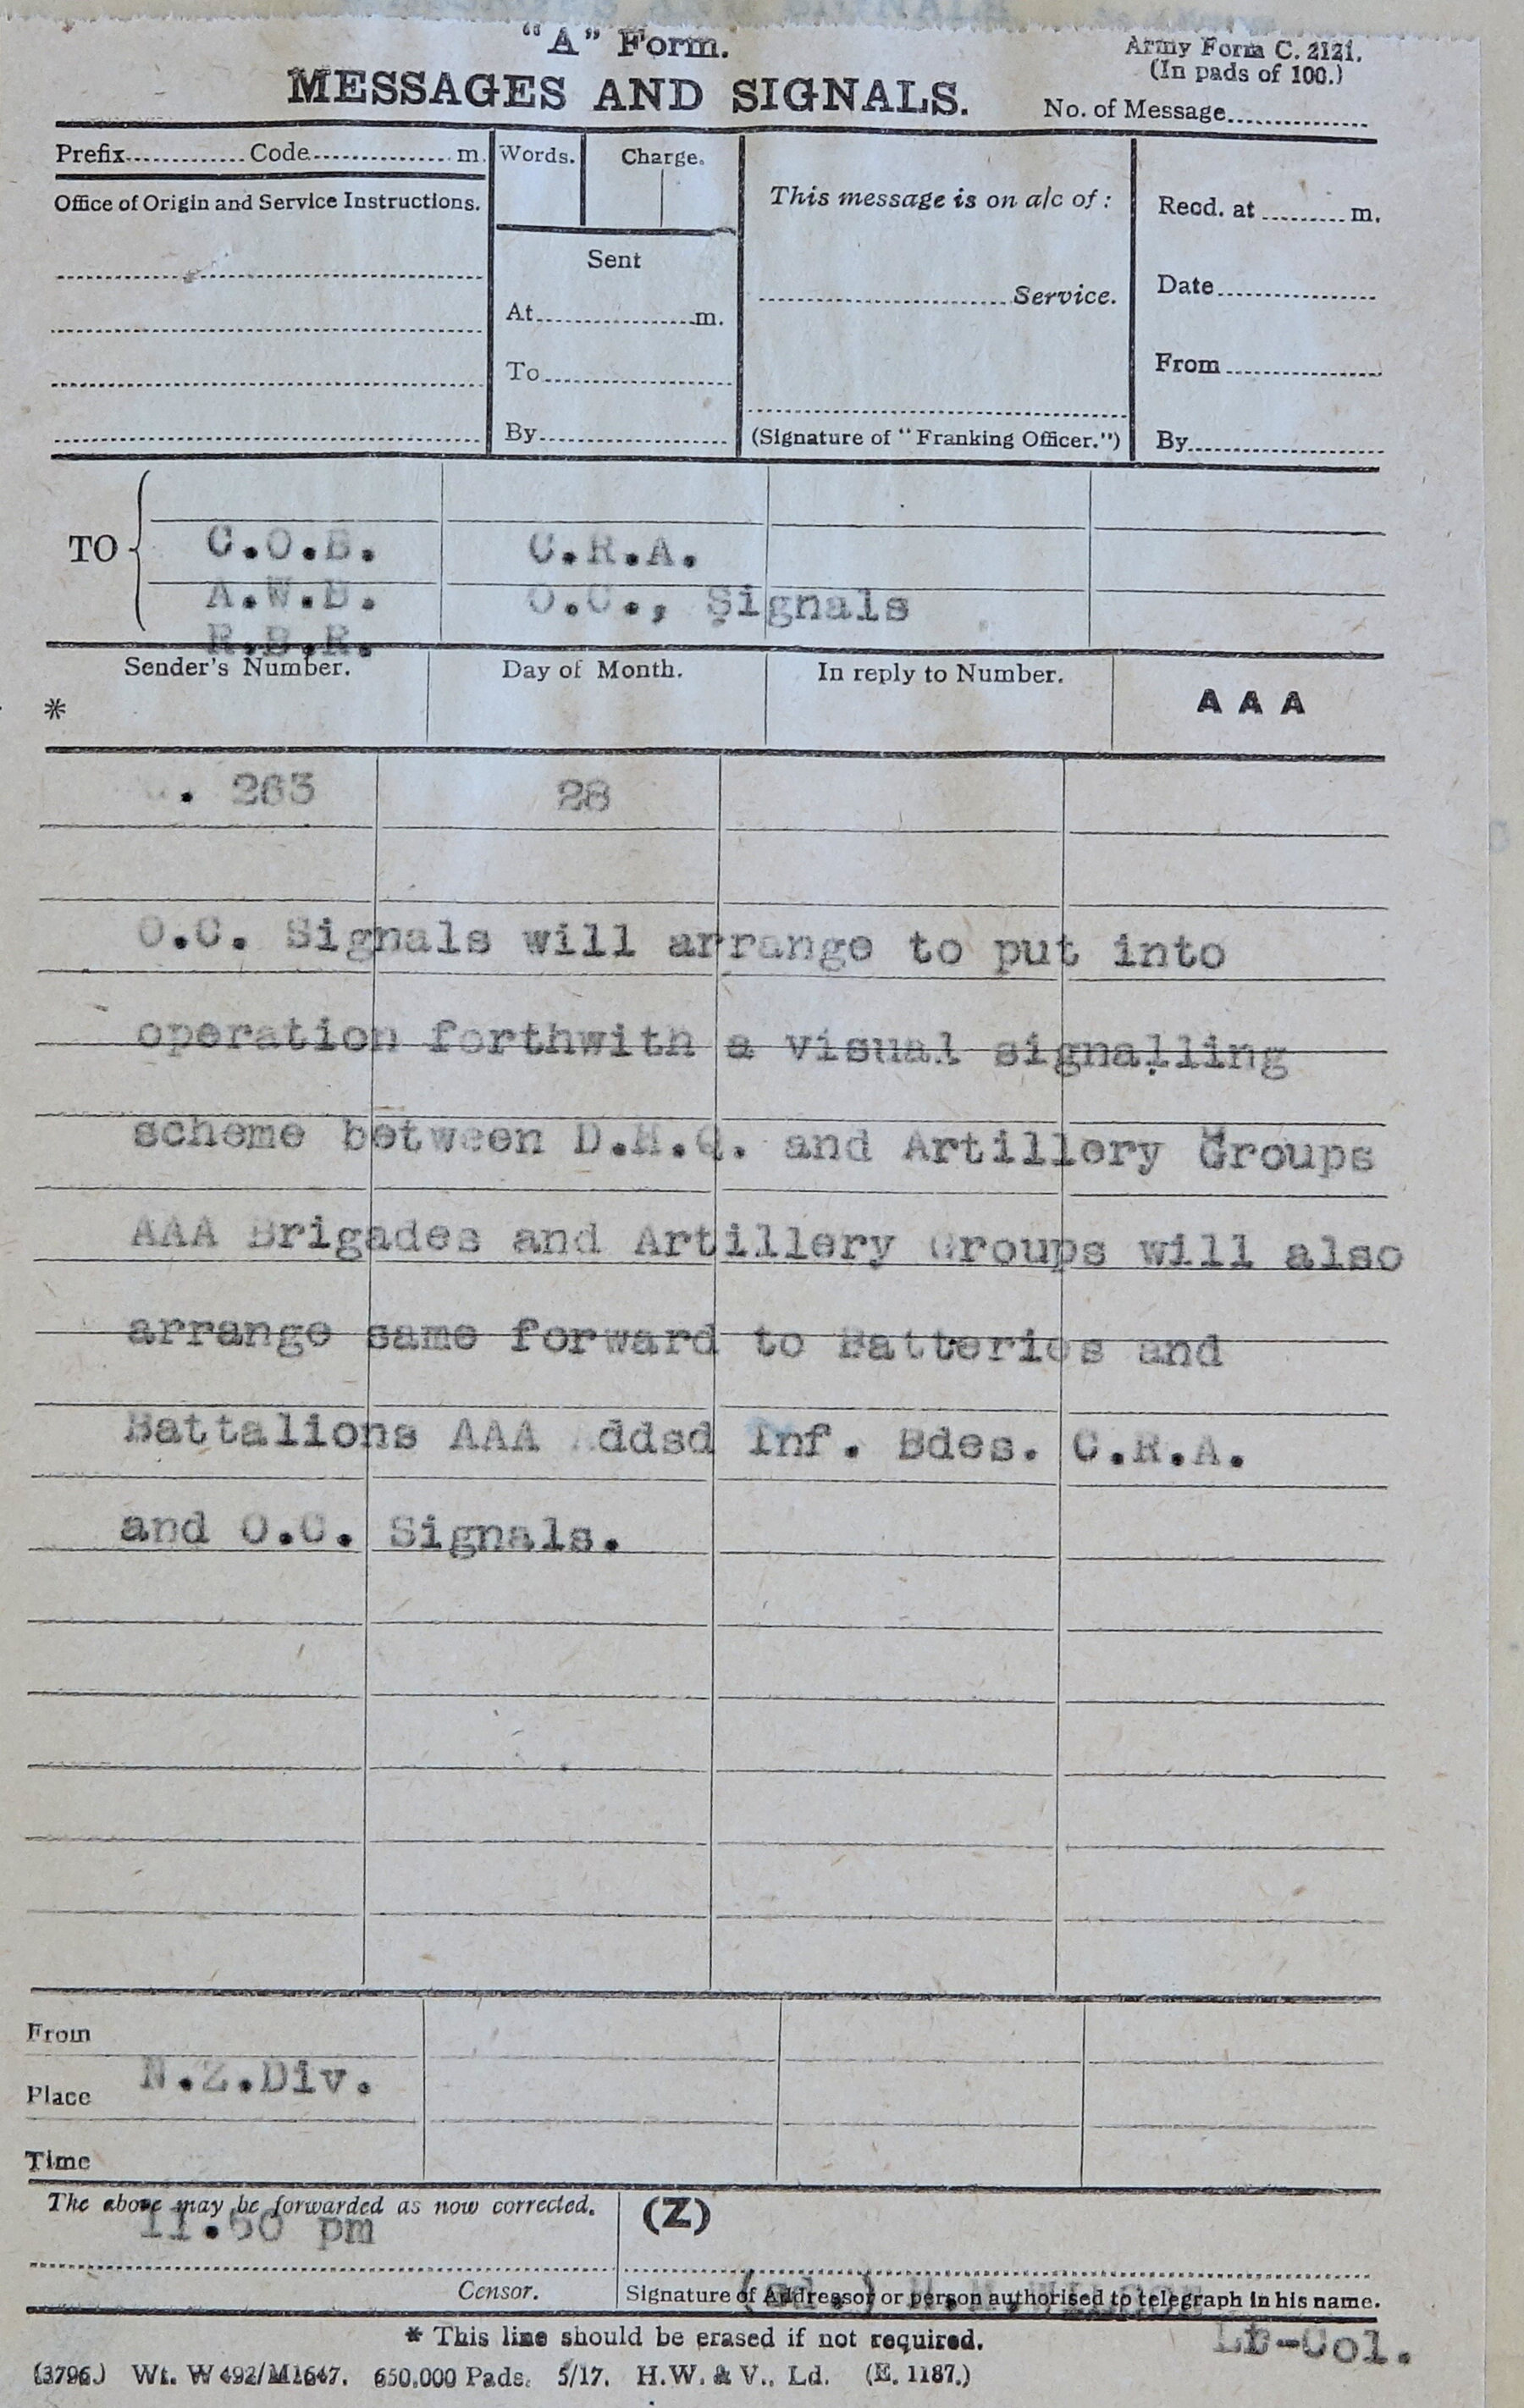 "A" Form.
Army Form C. 2121.
(In pads of 100.)
MESSAGES AND SIGNALS.
No. of Message
Prefix Code m.
Words.
Charge.
This message is on a/c of :
Recd. at m.
Office of Origin and Service Instructions.
Sent
Service.
Date
At m.
To
From
By
(Signature of "Franking Officer.")
By
TO
C.O.B. C.R.A.
A.W.B. O.C., Signals
R.B.R.
Sender's Number. Day of Month. In reply to Number. AAA
*
. 263 28
O.C. Signals will arrange to put into
operation forthwith a visual signalling
scheme between D.H.Q. and Artillery Groups
AAA Brigades and Artillery Groups will also
arrange same forward to Batteries and
Battalions AAA Addsd Inf. Bdes. C.R.A.
and O.C. Signals.
From
N.Z.Div.
Place
Time
The above may be forwarded as now corrected. (Z)
11.50 pm
Censor.
Signature of Addressor or person authorised to telegraph in his name.
(sd.)
* This line should be erased if not required.
Lt-Col.
(3796.) Wt. W492/M1647. 650,000 Pads. 5/17. H.W. & V., Ld. (E. 1187.)